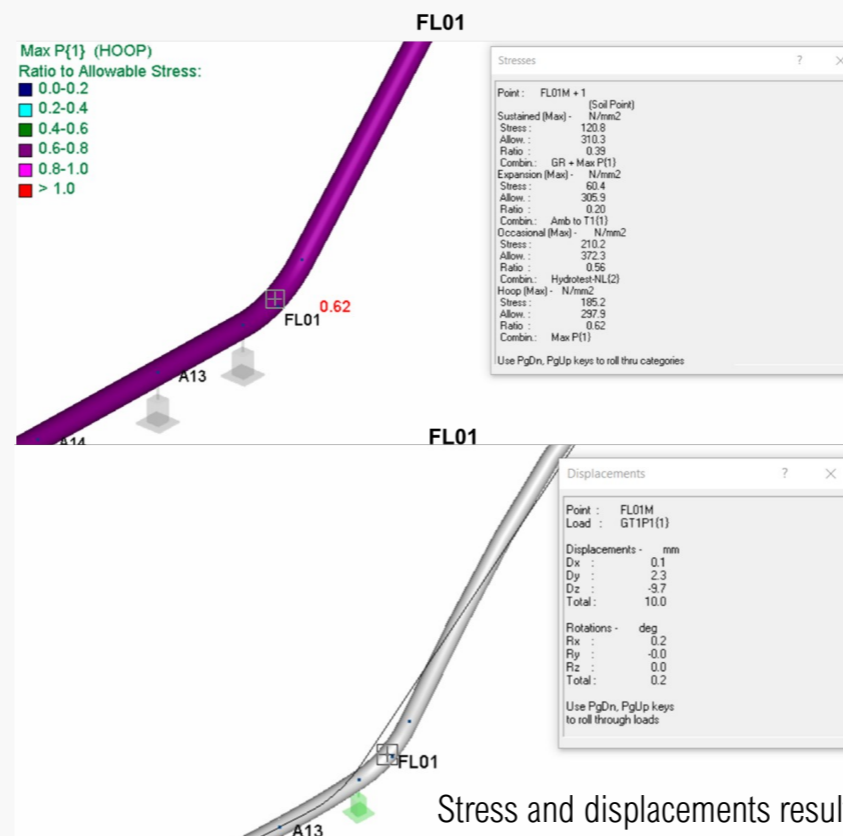 FL01
Max P{1} (HOOP)
Ratio to Allowable Stress:
0.0-0.2
0.2-0.4
0.4-0.6
0.6-0.8
0.8-1.0
> 1.0
0.62
FL01
A13
A14
Stresses ?
Point : FL01M + 1
(Soil Point)
Sustained (Max) - N/mm2
Stress : 120.8
Allow. : 310.3
Ratio : 0.39
Combin.: GR + Max P{1}
Expansion (Max) - N/mm2
Stress : 60.4
Allow. : 305.9
Ratio : 0.20
Combin.: Amb to T1{1}
Occasional (Max) - N/mm2
Stress : 210.2
Allow. : 372.3
Ratio : 0.56
Combin.: Hydrotest-NL{2}
Hoop (Max) - N/mm2
Stress : 185.2
Allow. : 297.9
Ratio : 0.62
Combin.: Max P{1}
Use PgDn, PgUp keys to roll thru categories
FL01
Displacements ?
Point : FL01M
Load : GT1P1{1}
Displacements - mm
Dx : 0.1
Dy : 2.3
Dz : -9.7
Total : 10.0
Rotations - deg
Rx : 0.2
Ry : -0.0
Rz : 0.0
Total : 0.2
Use PgDn, PgUp keys
to roll through loads
FL01
A13
Stress and displacements resul